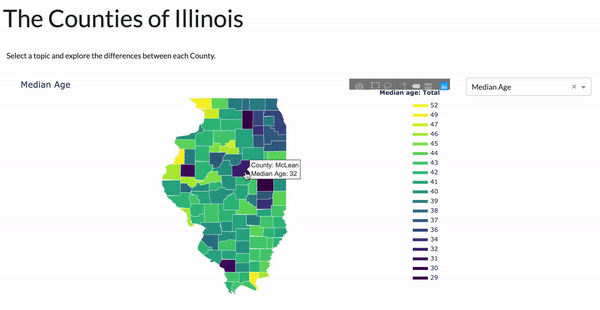 The Counties of Illinois
Select a topic and explore the differences between each County.
Median Age
Median age: Total
Median Age
52
49
47
46
45
44
43
42
41
40
39
38
37
36
34
32
31
30
29
County: McLean
Median Age: 32